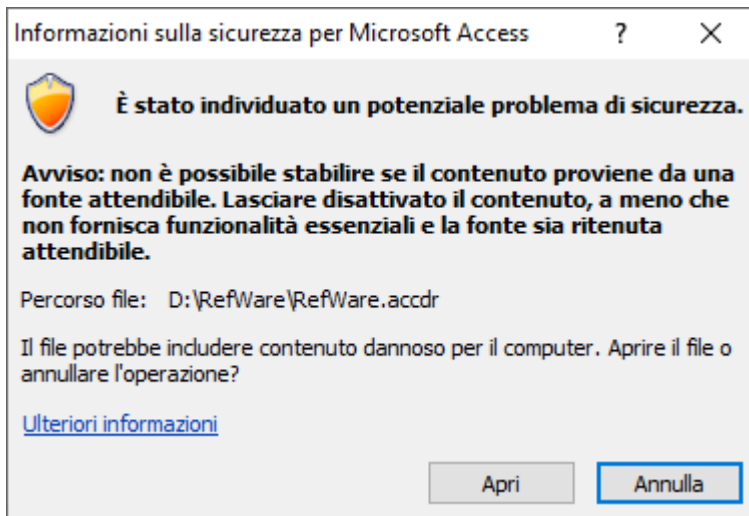 Informazioni sulla sicurezza per Microsoft Access ?
È stato individuato un potenziale problema di sicurezza.
Avviso: non è possibile stabilire se il contenuto proviene da una
fonte attendibile. Lasciare disattivato il contenuto, a meno che
non fornisca funzionalità essenziali e la fonte sia ritenuta
attendibile.
Percorso file: D:\RefWare\RefWare.accdr
Il file potrebbe includere contenuto dannoso per il computer. Aprire il file o
annullare l'operazione?
Ulteriori informazioni
Apri Annulla